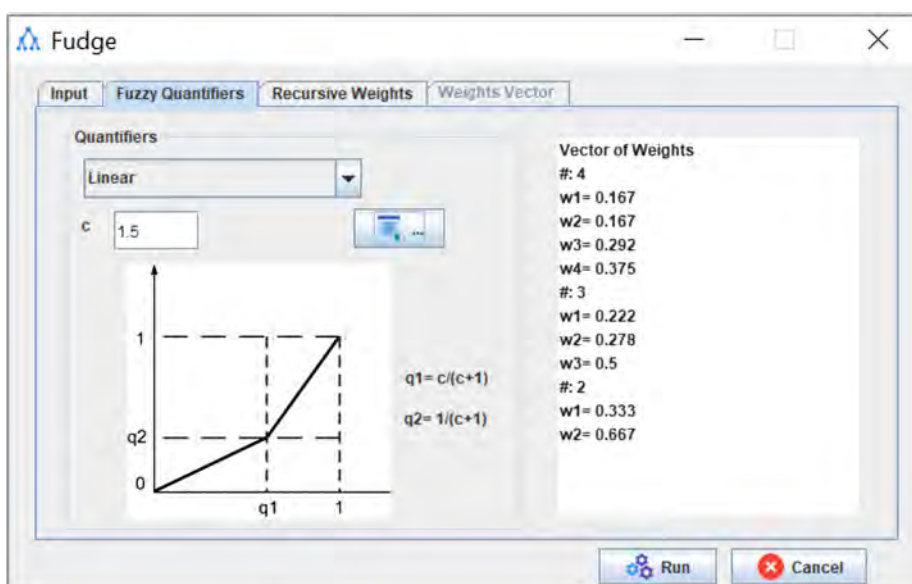 Fudge
Input Fuzzy Quantifiers Recursive Weights Weights Vector
Quantifiers
Linear
c 1.5
...
1
q2
0
q1 1
q1= c/(c+1)
q2= 1/(c+1)
Vector of Weights
#: 4
w1= 0.167
w2= 0.167
w3= 0.292
w4= 0.375
#: 3
w1= 0.222
w2= 0.278
w3= 0.5
#: 2
w1= 0.333
w2= 0.667
Run Cancel